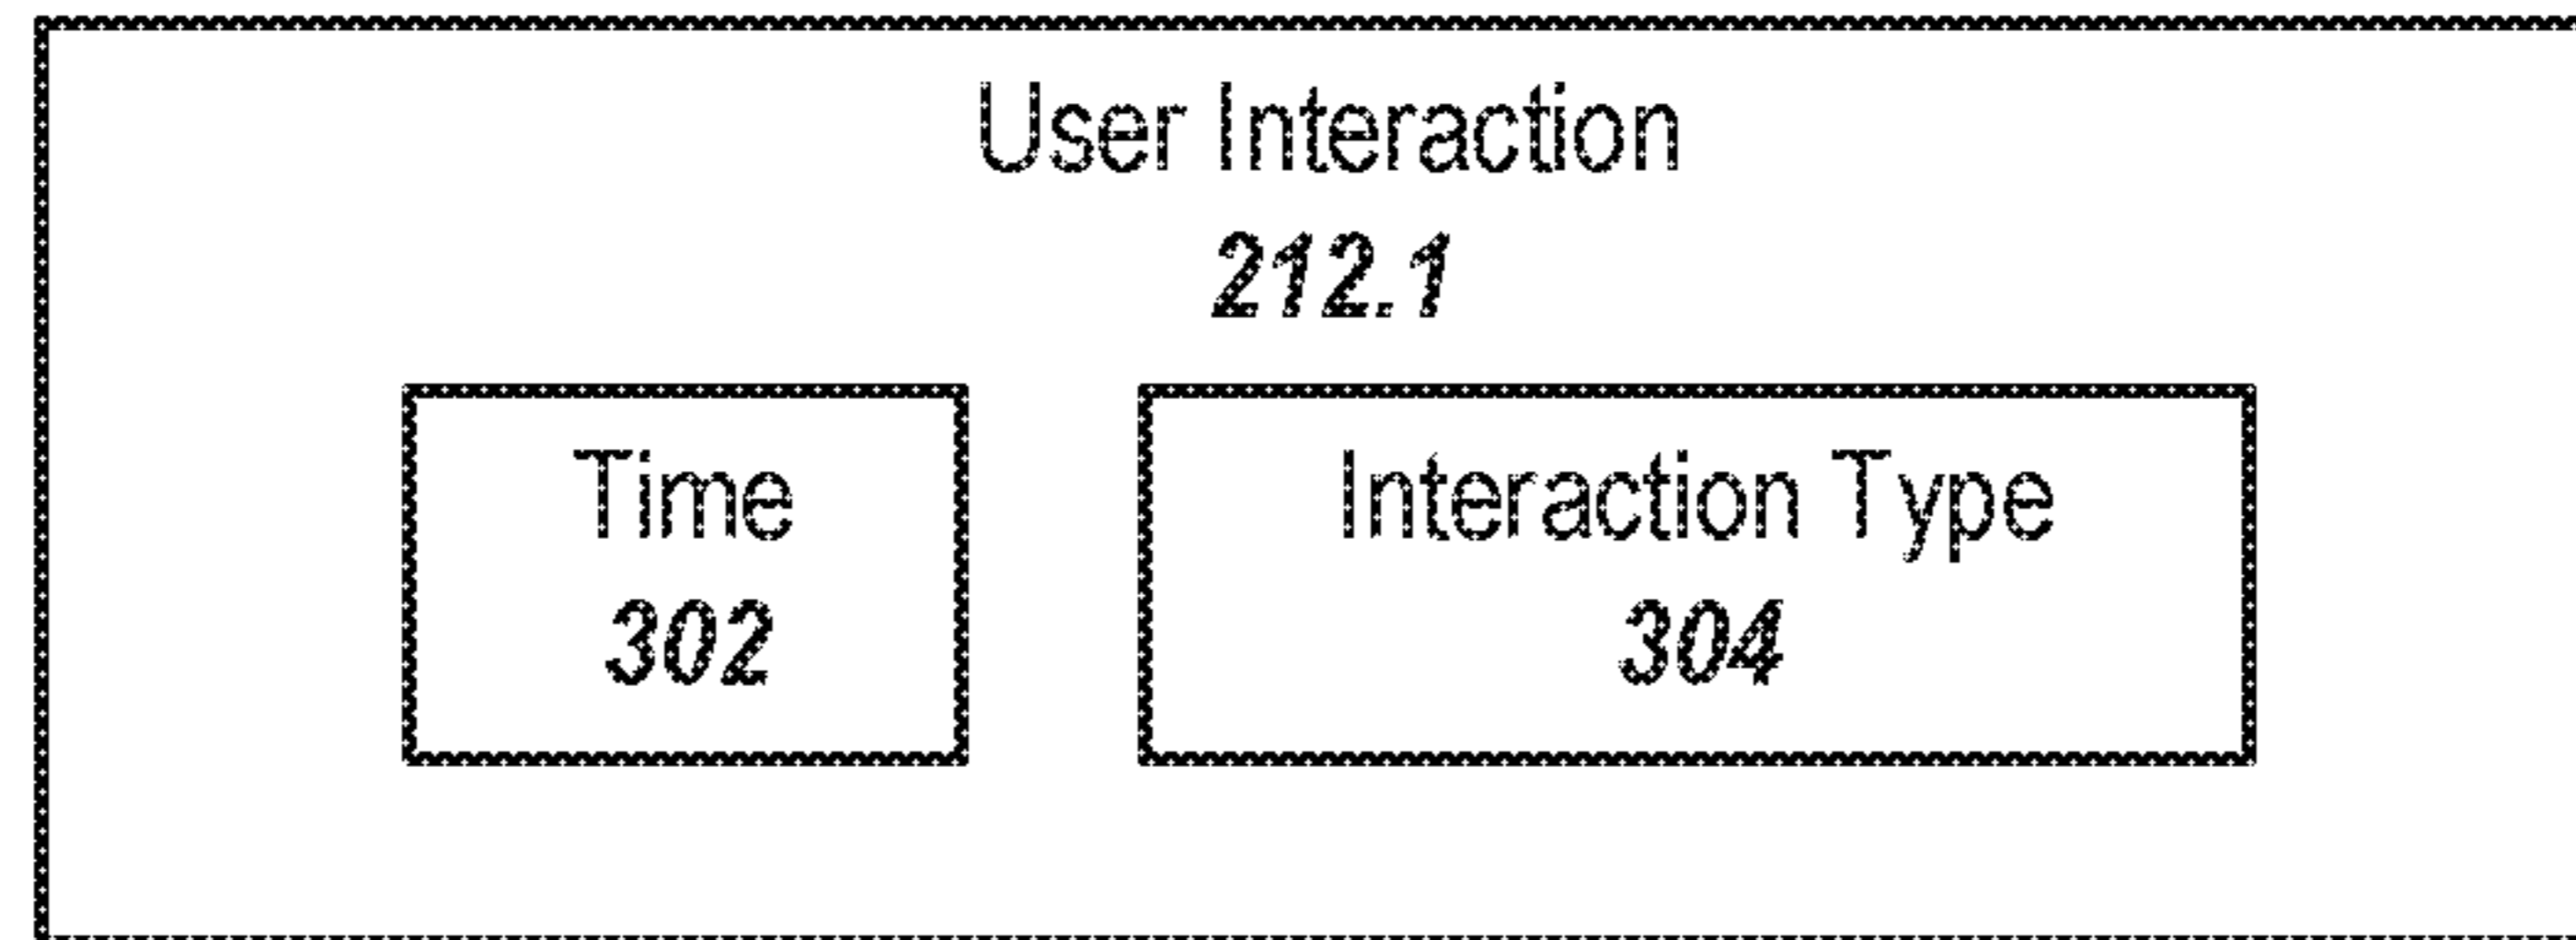 User Interaction
212.1
Time
302
Interaction Type
304